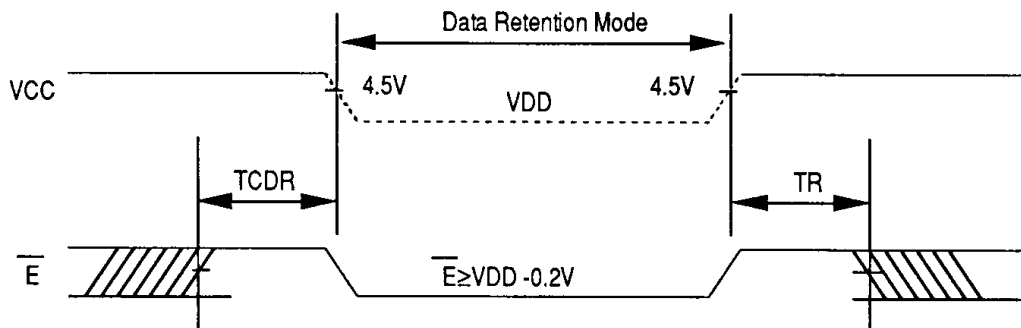 Data Retention Mode
VCC
4.5V
VDD
4.5V
TCDR
TR
E̅
E̅≥VDD -0.2V